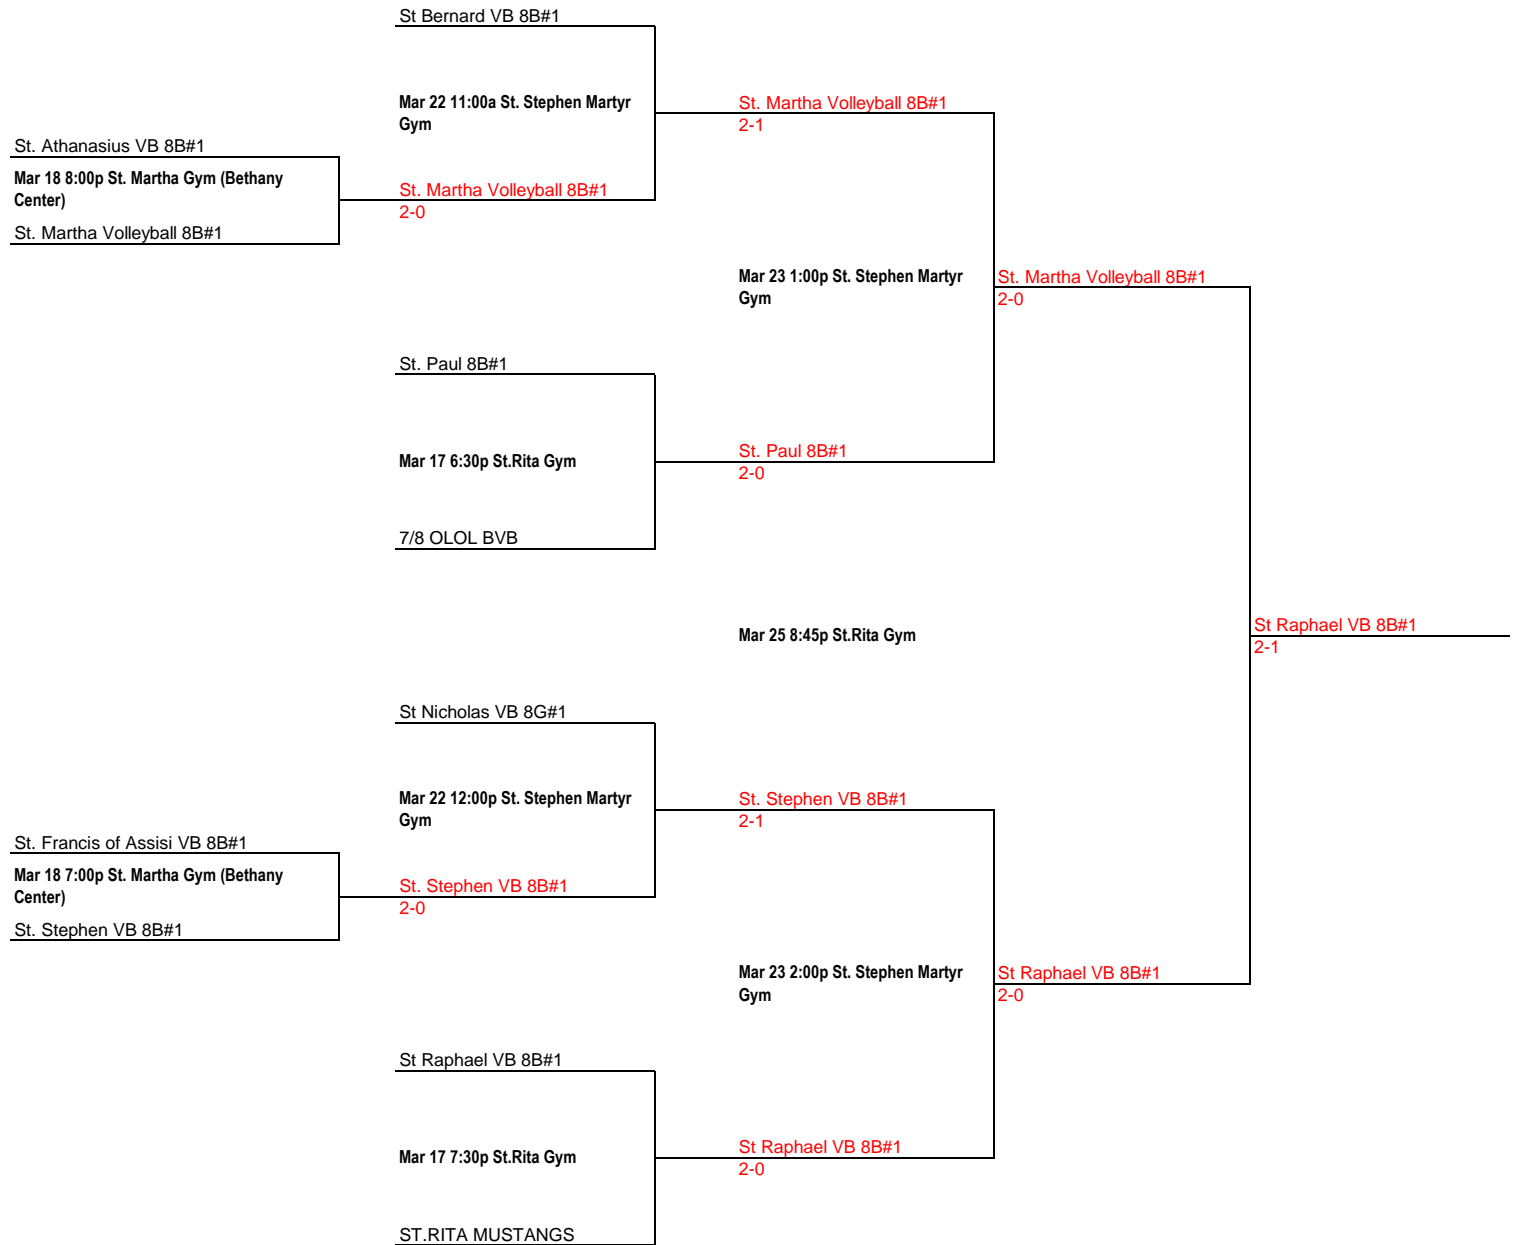 St Bernard VB 8B#1
Mar 22 11:00a St. Stephen Martyr
Gym
St. Martha Volleyball 8B#1
2-1
St. Athanasius VB 8B#1
Mar 18 8:00p St. Martha Gym (Bethany
Center)
St. Martha Volleyball 8B#1
2-0
St. Martha Volleyball 8B#1
Mar 23 1:00p St. Stephen Martyr
Gym
St. Martha Volleyball 8B#1
2-0
St. Paul 8B#1
Mar 17 6:30p St.Rita Gym
St. Paul 8B#1
2-0
7/8 OLOL BVB
Mar 25 8:45p St.Rita Gym
St Raphael VB 8B#1
2-1
St Nicholas VB 8G#1
Mar 22 12:00p St. Stephen Martyr
Gym
St. Stephen VB 8B#1
2-1
St. Francis of Assisi VB 8B#1
Mar 18 7:00p St. Martha Gym (Bethany
Center)
St. Stephen VB 8B#1
2-0
St. Stephen VB 8B#1
Mar 23 2:00p St. Stephen Martyr
Gym
St Raphael VB 8B#1
2-0
St Raphael VB 8B#1
Mar 17 7:30p St.Rita Gym
St Raphael VB 8B#1
2-0
ST.RITA MUSTANGS